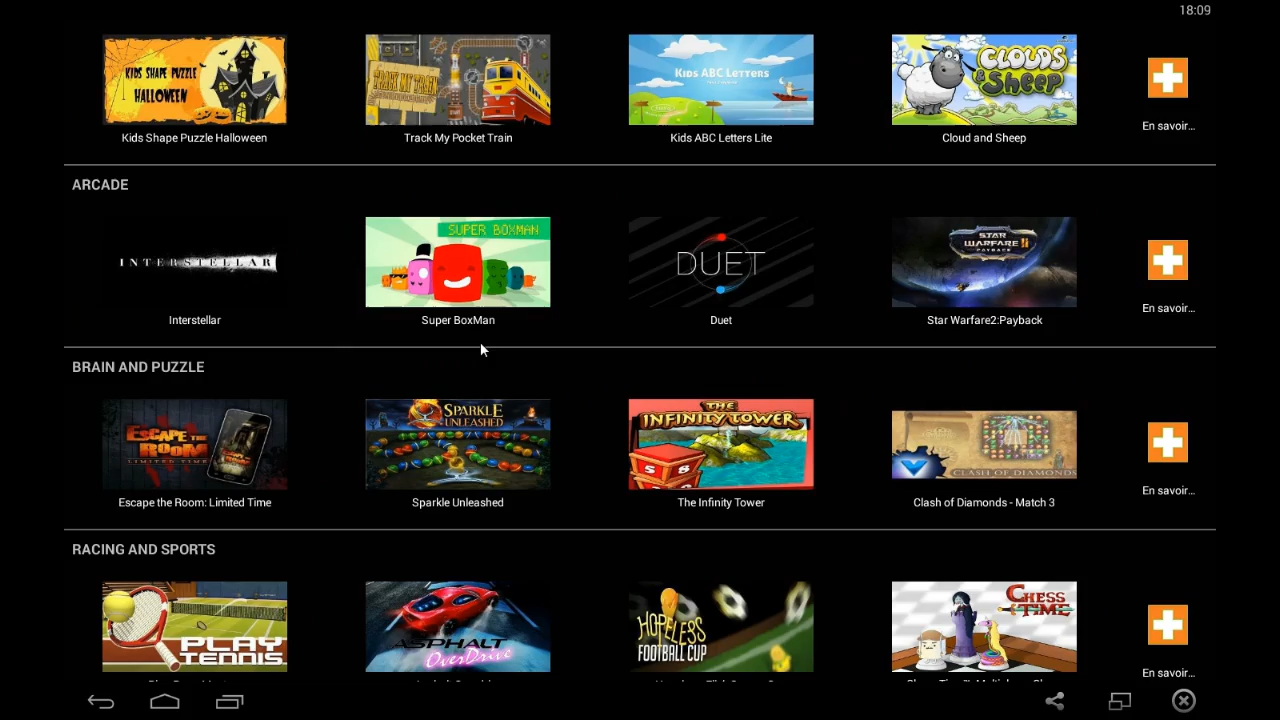 18:09
KIDS SHAPE PUZZLE
HALLOWEEN
TRACK MY TRAIN
KIDS ABC LETTERS
CLOUDS
& Sheep
Kids Shape Puzzle Halloween
Track My Pocket Train
Kids ABC Letters Lite
Cloud and Sheep
En savoir...
ARCADE
INTERSTELLAR
SUPER BOXMAN
DUET
STAR
WARFARE II
PAYBACK
Interstellar
Super BoxMan
Duet
Star Warfare2:Payback
En savoir...
BRAIN AND PUZZLE
ESCAPE THE
ROOM
LIMITED TIME
SPARKLE
UNLEASHED
THE
INFINITY TOWER
CLASH OF DIAMONDS
Escape the Room: Limited Time
Sparkle Unleashed
The Infinity Tower
Clash of Diamonds - Match 3
En savoir...
RACING AND SPORTS
PLAY
TENNIS
ASPHALT
OverDrive
HOPELESS
FOOTBALL CUP
CHESS
TIME
En savoir...